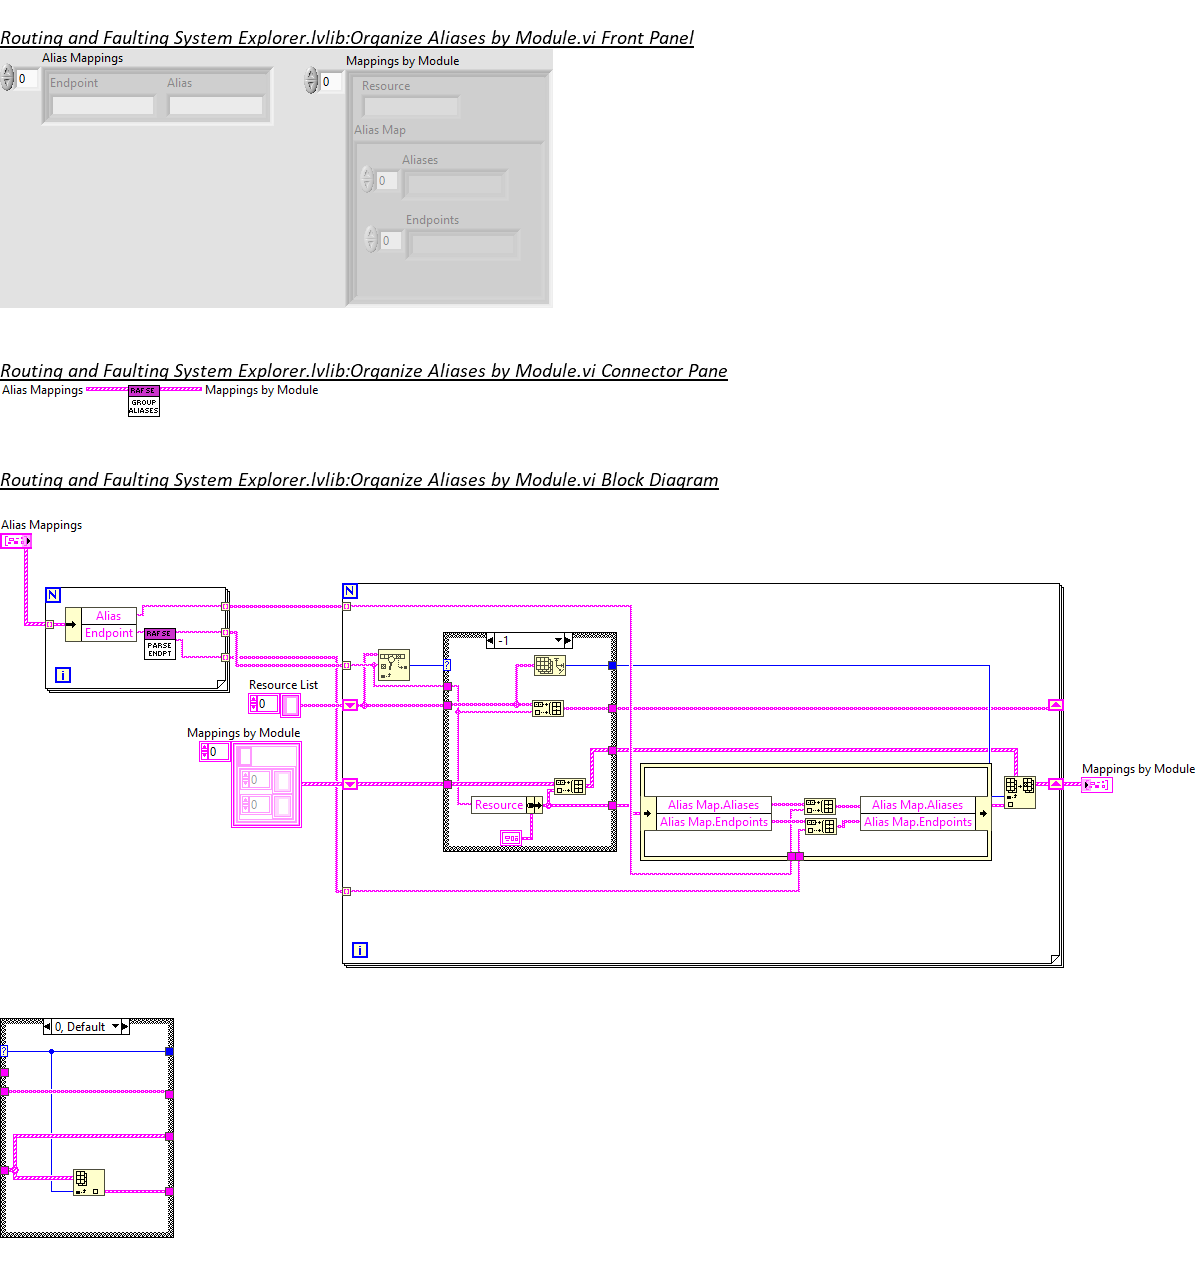 Routing and Faulting System Explorer.lvlib:Organize Aliases by Module.vi Front Panel
Alias Mappings
Mappings by Module
0
Endpoint
Alias
0
Resource
Alias Map
Aliases
0
Endpoints
0
Routing and Faulting System Explorer.lvlib:Organize Aliases by Module.vi Connector Pane
Alias Mappings
RAFSE
GROUP
ALIASES
Mappings by Module
Routing and Faulting System Explorer.lvlib:Organize Aliases by Module.vi Block Diagram
Alias Mappings
N
N
Alias
Endpoint
RAFSE
PARSE
ENDPT
i
-1
?
Resource List
0
Mappings by Module
0
0
0
Resource
Alias Map.Aliases
Alias Map.Endpoints
Alias Map.Aliases
Alias Map.Endpoints
Mappings by Module
i
0, Default
?